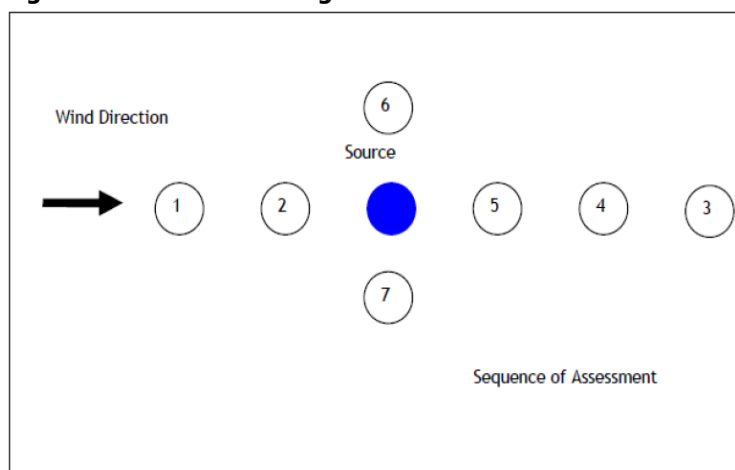 6
Wind Direction
Source
1 2 5 4 3
7
Sequence of Assessment